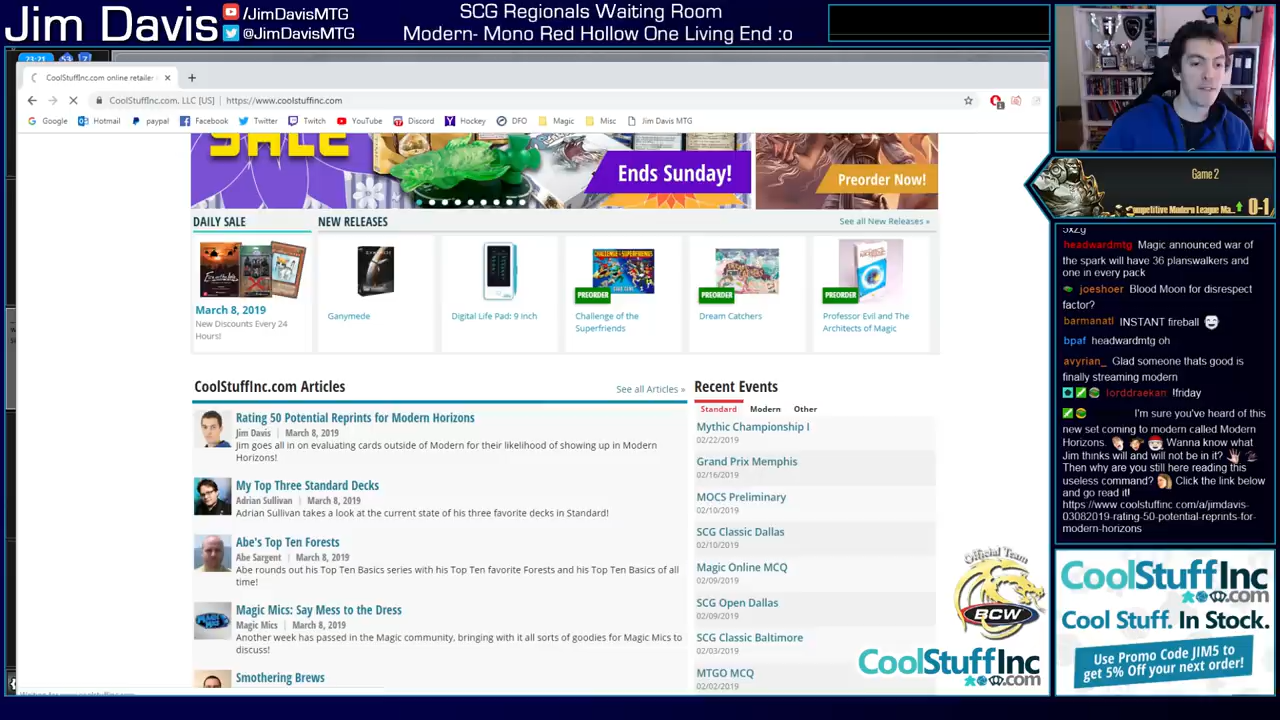 Jim Davis
/JimDavisMTG
@JimDavisMTG
SCG Regionals Waiting Room
Modern- Mono Red Hollow One Living End :o
23:21
CoolStuffInc.com online retailer
CoolStuffInc.com, LLC [US]
https://www.coolstuffinc.com
Google
Hotmail
paypal
Facebook
Twitter
Twitch
YouTube
Discord
Hockey
DFO
Magic
Misc
Jim Davis MTG
SALE
Ends Sunday!
Preorder Now!
DAILY SALE
NEW RELEASES
See all New Releases »
March 8, 2019
New Discounts Every 24
Hours!
Ganymede
Digital Life Pad: 9 Inch
PREORDER
Challenge of the
Superfriends
PREORDER
Dream Catchers
PREORDER
Professor Evil and The
Architects of Magic
CoolStuffInc.com Articles
See all Articles »
Rating 50 Potential Reprints for Modern Horizons
Jim Davis | March 8, 2019
Jim goes all in on evaluating cards outside of Modern for their likelihood of showing up in Modern
Horizons!
My Top Three Standard Decks
Adrian Sullivan | March 8, 2019
Adrian Sullivan takes a look at the current state of his three favorite decks in Standard!
Abe's Top Ten Forests
Abe Sargent | March 8, 2019
Abe rounds out his Top Ten Basics series with his Top Ten favorite Forests and his Top Ten Basics of all
time!
Magic Mics: Say Mess to the Dress
Magic Mics | March 8, 2019
Another week has passed in the Magic community, bringing with it all sorts of goodies for Magic Mics to
discuss!
Smothering Brews
Recent Events
Standard
Modern
Other
Mythic Championship I
02/22/2019
Grand Prix Memphis
02/16/2019
MOCS Preliminary
02/10/2019
SCG Classic Dallas
02/10/2019
Magic Online MCQ
02/09/2019
SCG Open Dallas
02/09/2019
SCG Classic Baltimore
02/03/2019
MTGO MCQ
02/02/2019
Official Team
BCW
CoolStuffInc
.com
Game 2
Competitive Modern League Ma...
0-1
headwardmtg Magic announced war of
the spark will have 36 planswalkers and
one in every pack
joeshoer Blood Moon for disrespect
factor?
barmanatl INSTANT fireball
bpaf headwardmtg oh
avyrian_ Glad someone thats good is
finally streaming modern
lorddraekan !friday
I'm sure you've heard of this
new set coming to modern called Modern
Horizons. Wanna know what
Jim thinks will and will not be in it?
Then why are you still here reading this
useless command? Click the link below
and go read it!
https://www coolstuffinc com/a/jimdavis-
03082019-rating-50-potential-reprints-for-
modern-horizons
CoolStuffInc
.com
Cool Stuff. In Stock.
Use Promo Code JIM5 to
get 5% Off your next order!